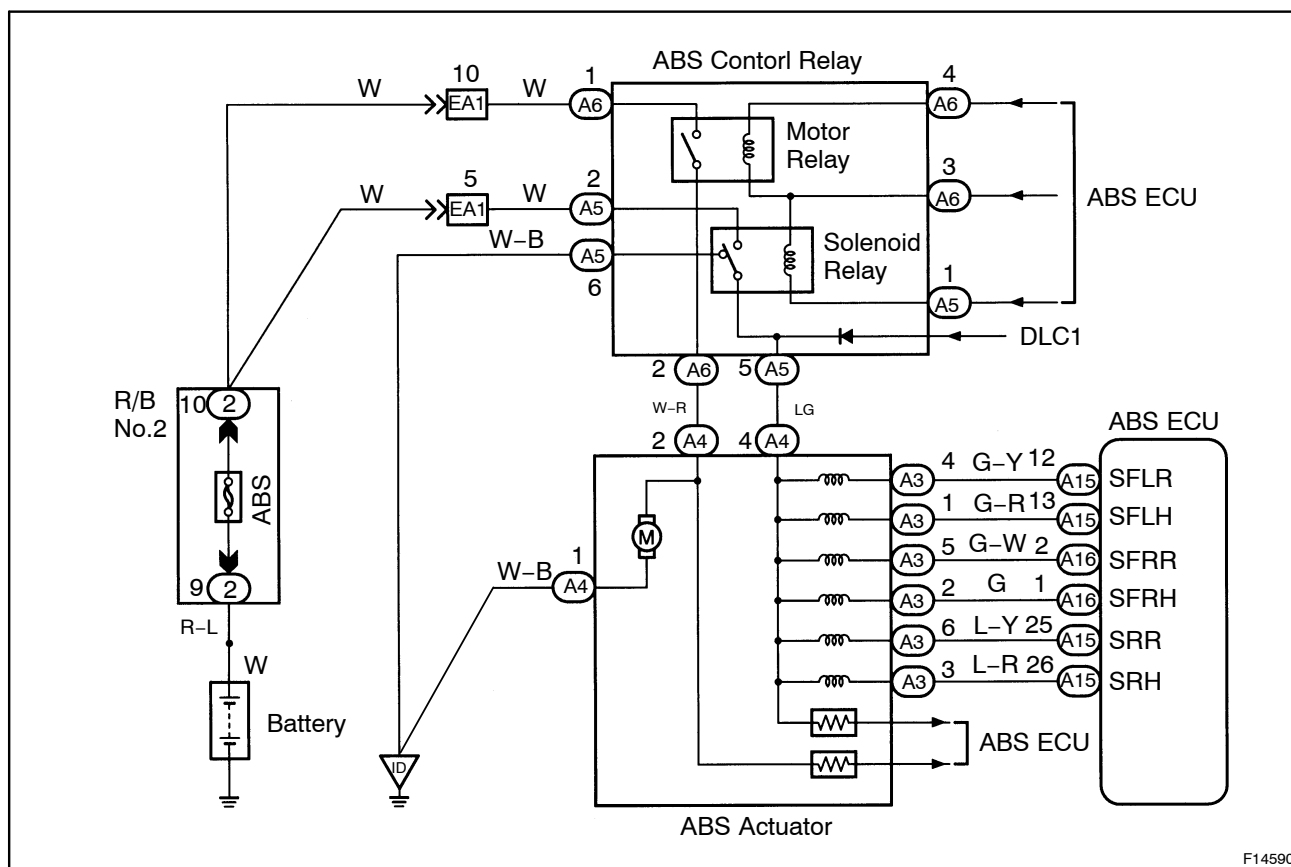 ABS Contorl Relay
10
1
4
W
EA1
W
A6
A6
Motor
Relay
5
2
3
W
EA1
W
A5
A6
ABS ECU
W–B
A5
6
Solenoid
Relay
1
A5
DLC1
2
A6
5
A5
R/B
No.2
10
2
W–R
LG
2
A4
4
A4
ABS ECU
ABS
4
G–Y
12
A3
A15
SFLR
1
G–R
13
A3
A15
SFLH
M
5
G–W
2
A3
A16
SFRR
1
W–B
A4
9
2
2
G
1
A3
A16
SFRH
R–L
6
L–Y
25
A3
A15
SRR
W
3
L–R
26
A3
A15
SRH
Battery
ID
ABS ECU
ABS Actuator
F14590